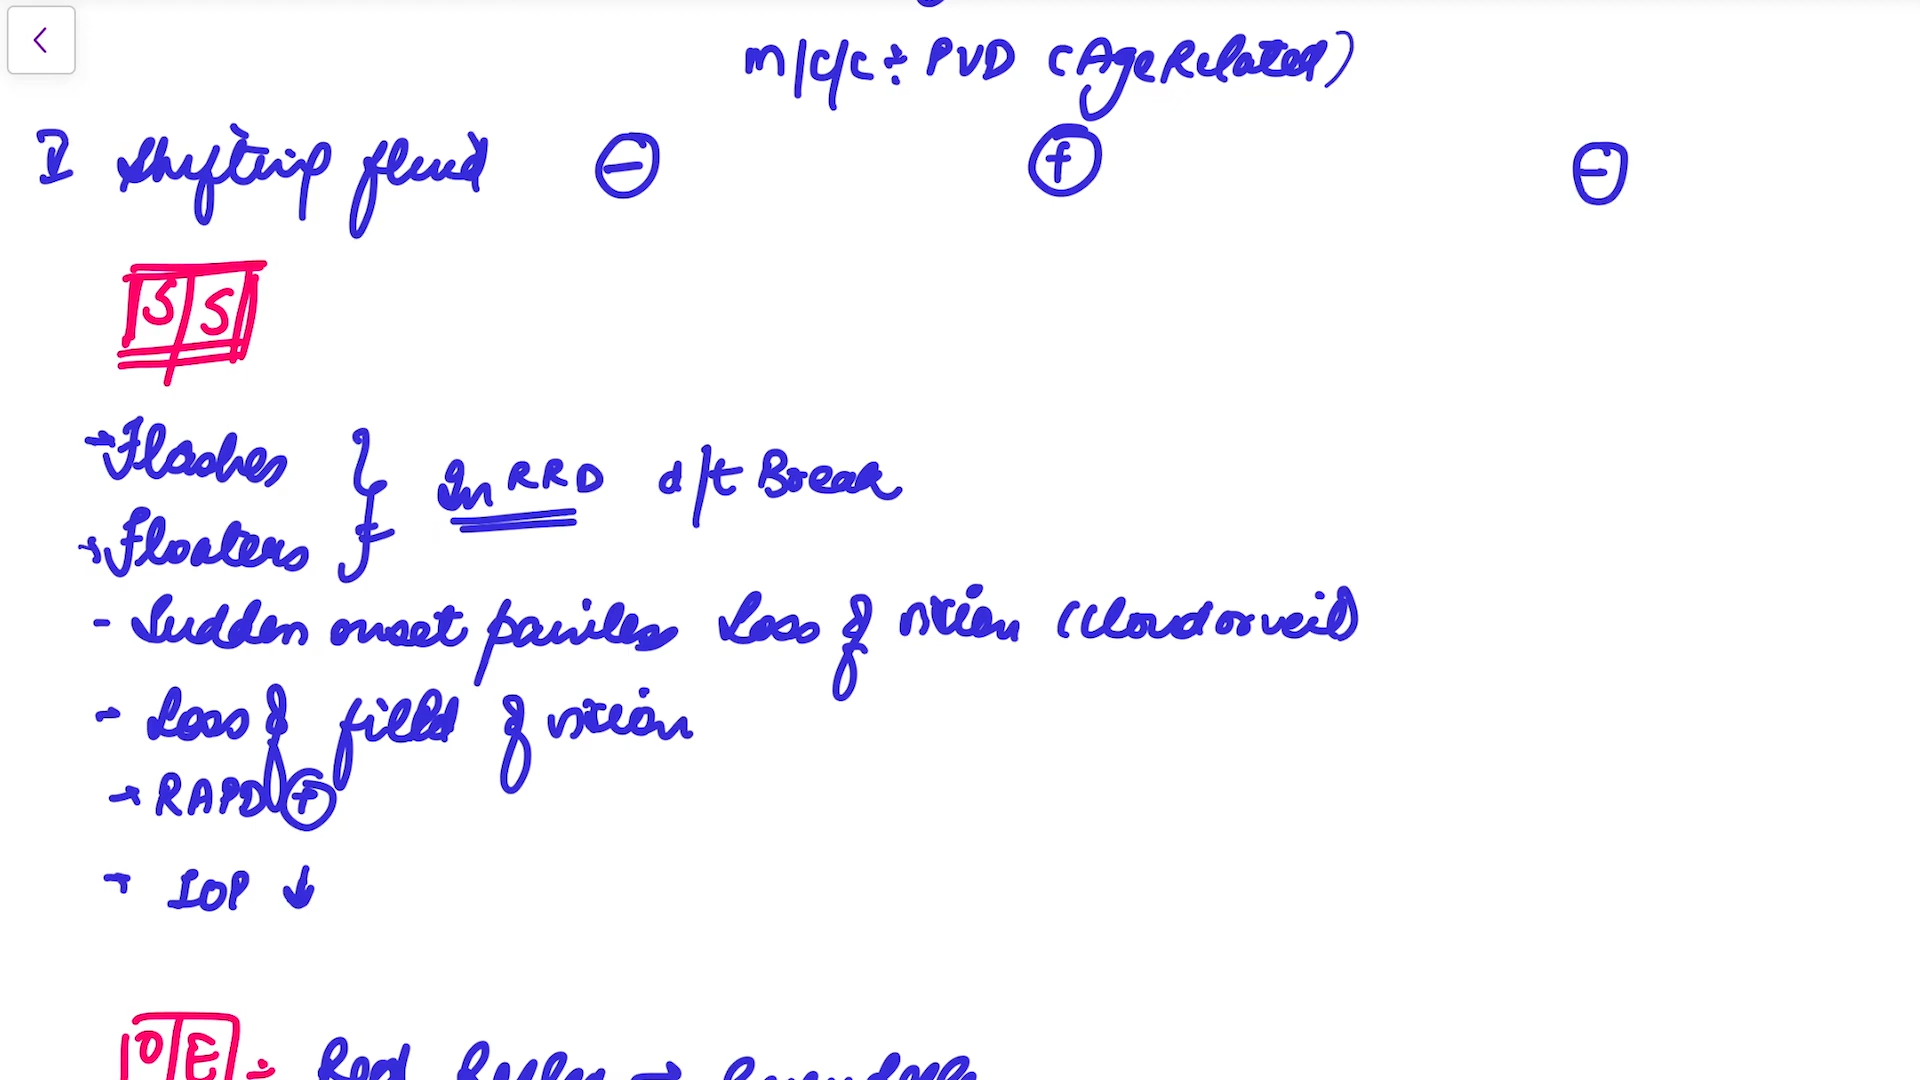 m/c/c ÷ PVD (Age Related)
I Shifting fluid ⊖ ⊕ ⊖
S/S
→ Flashes
In RRD d/t Break
→ Floaters
- Sudden onset painless Loss of vision (cloud or veil)
- Loss of field of vision
→ RAPD ⊕
→ IOP ↓
O/E ÷ Red Reflex →